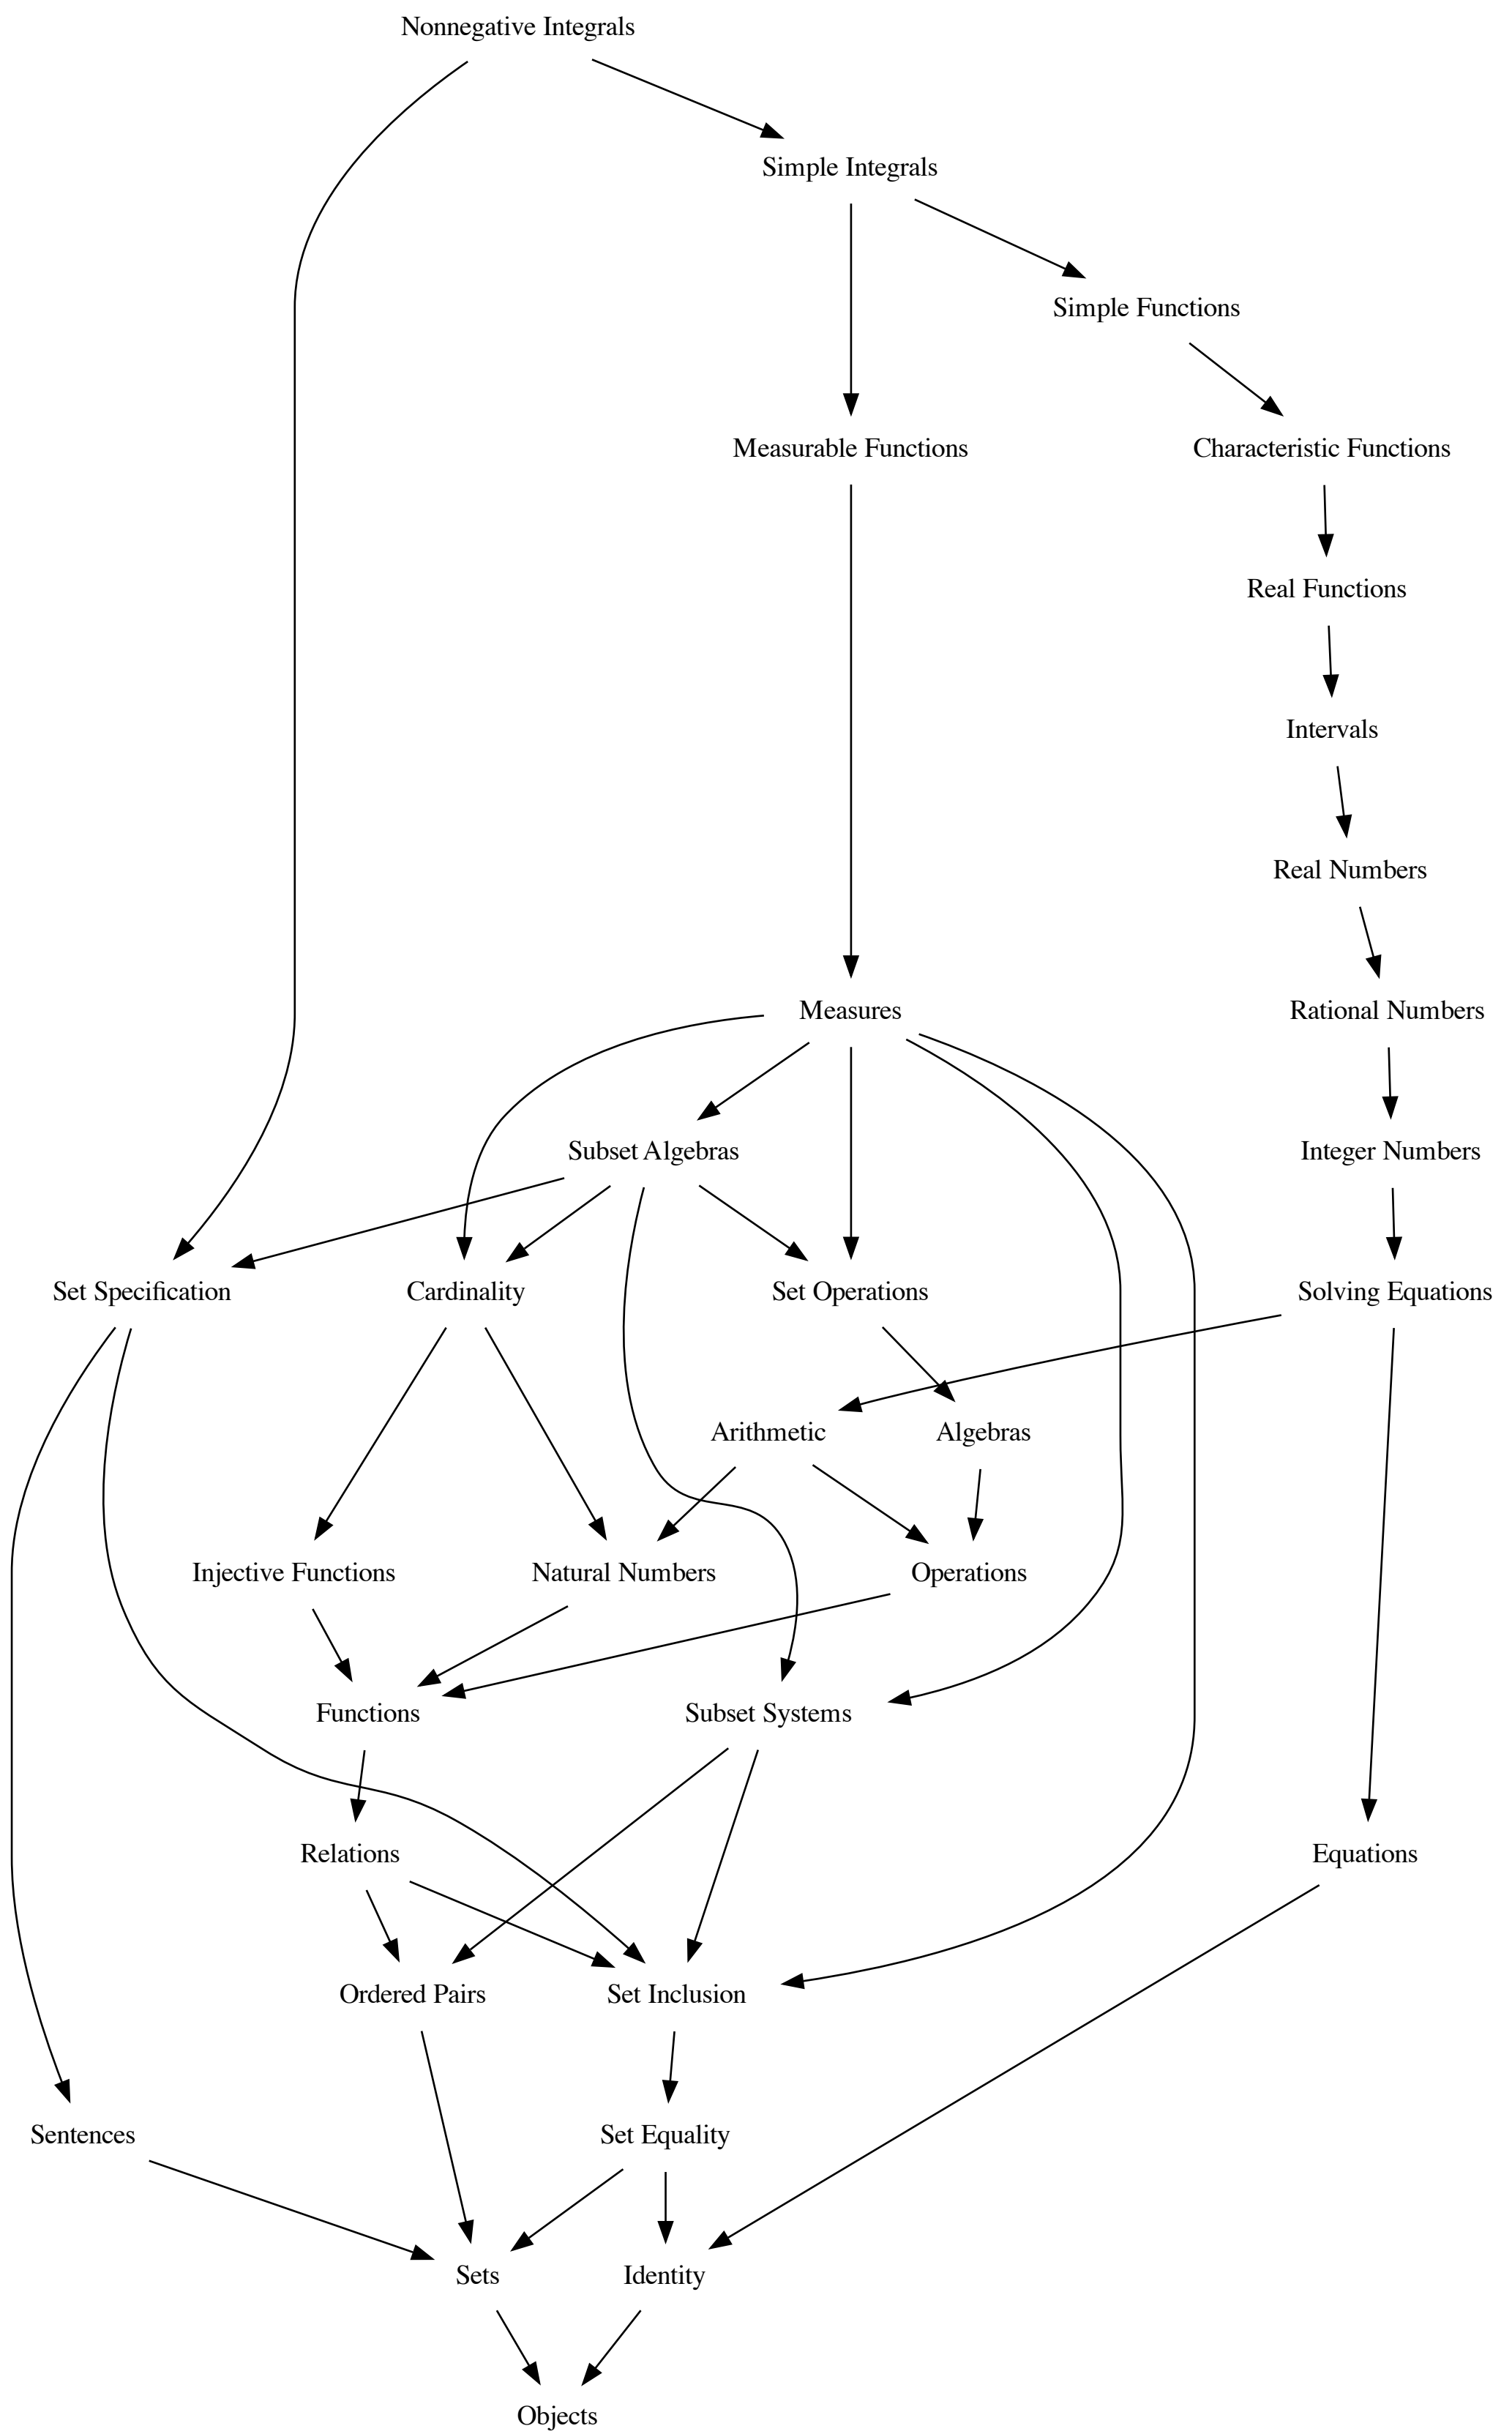 Nonnegative Integrals
Simple Integrals
Simple Functions
Measurable Functions
Characteristic Functions
Real Functions
Intervals
Real Numbers
Measures
Rational Numbers
Subset Algebras
Integer Numbers
Set Specification
Cardinality
Set Operations
Solving Equations
Arithmetic
Algebras
Injective Functions
Natural Numbers
Operations
Functions
Subset Systems
Relations
Equations
Ordered Pairs
Set Inclusion
Sentences
Set Equality
Sets
Identity
Objects